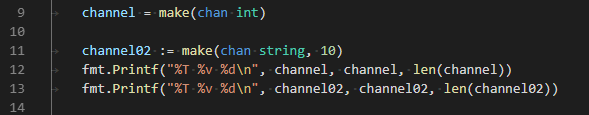 9 channel = make(chan int)
10
11 channel02 := make(chan string, 10)
12 fmt.Printf("%T %v %d\n", channel, channel, len(channel))
13 fmt.Printf("%T %v %d\n", channel02, channel02, len(channel02))
14